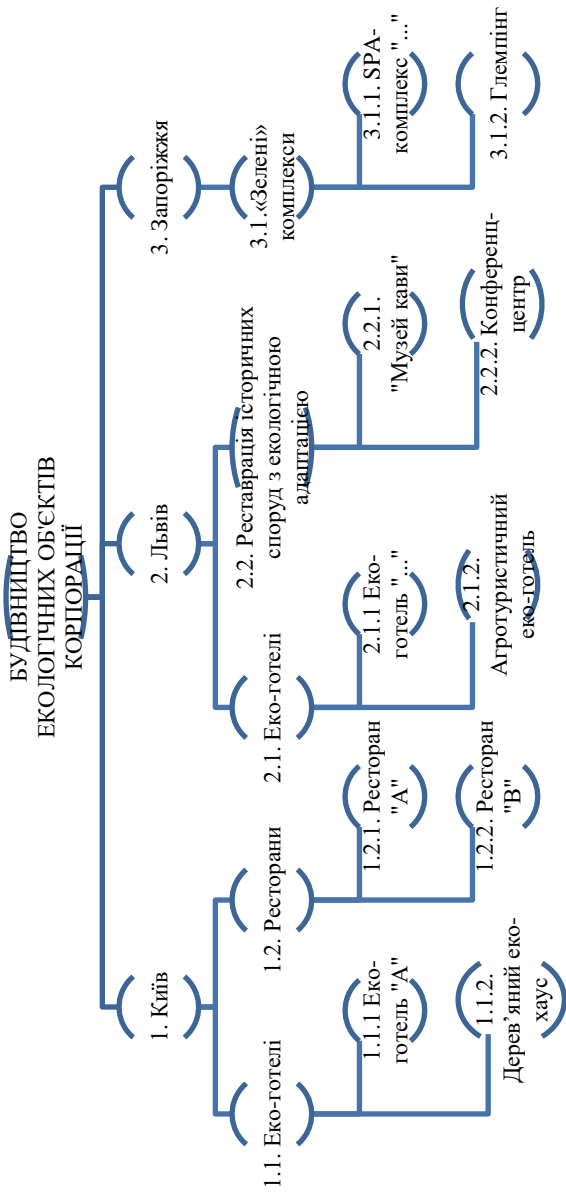 БУДІВНИЦТВО
ЕКОЛОГІЧНИХ ОБ'ЄКТІВ
КОРПОРАЦІЇ
1. Київ
1.1. Еко-готелі
1.1.1 Еко-
готель "А"
1.1.2.
Дерев’яний еко-
хаус
1.2. Ресторани
1.2.1. Ресторан
"А"
1.2.2. Ресторан
"В"
2. Львів
2.1. Еко-готелі
2.1.1 Еко-
готель "..."
2.1.2.
Агротуристичний
еко-готель
2.2. Реставрація історичних
споруд з екологічною
адаптацією
2.2.1.
"Музей кави"
2.2.2. Конференц-
центр
3. Запоріжжя
3.1.«Зелені»
комплекси
3.1.1. SPA-
комплекс "..."
3.1.2. Глемпінг